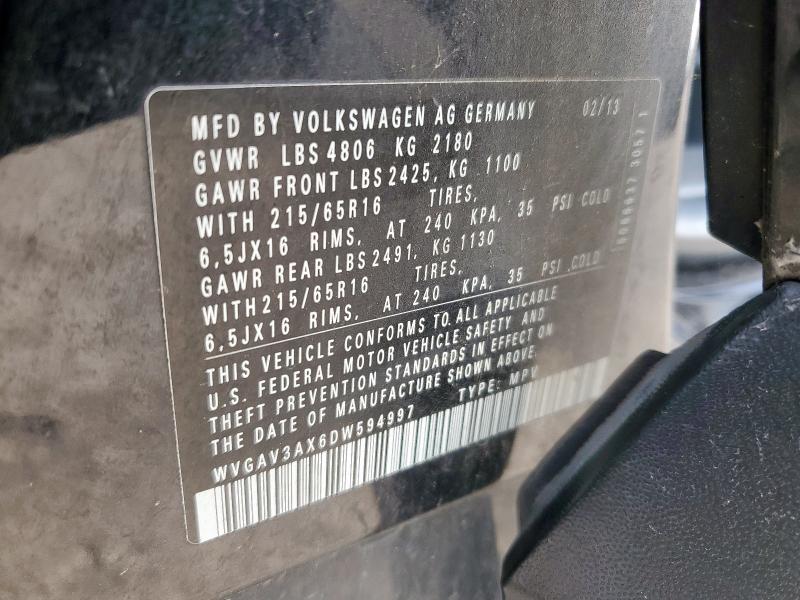 MFD BY VOLKSWAGEN AG GERMANY 02/13
GVWR LBS 4806 KG 2180
GAWR FRONT LBS 2425, KG 1100
WITH 215/65R16 TIRES,
6,5JX16 RIMS, AT 240 KPA, 35 PSI COLD
GAWR REAR LBS 2491, KG 1130
WITH 215/65R16 TIRES,
6,5JX16 RIMS, AT 240 KPA, 35 PSI COLD
THIS VEHICLE CONFORMS TO ALL APPLICABLE
U.S. FEDERAL MOTOR VEHICLE SAFETY AND
THEFT PREVENTION STANDARDS IN EFFECT ON
THE DATE OF MANUFACTURE SHOWN ABOVE.
WVGAV3AX6DW594997 TYPE: MPV